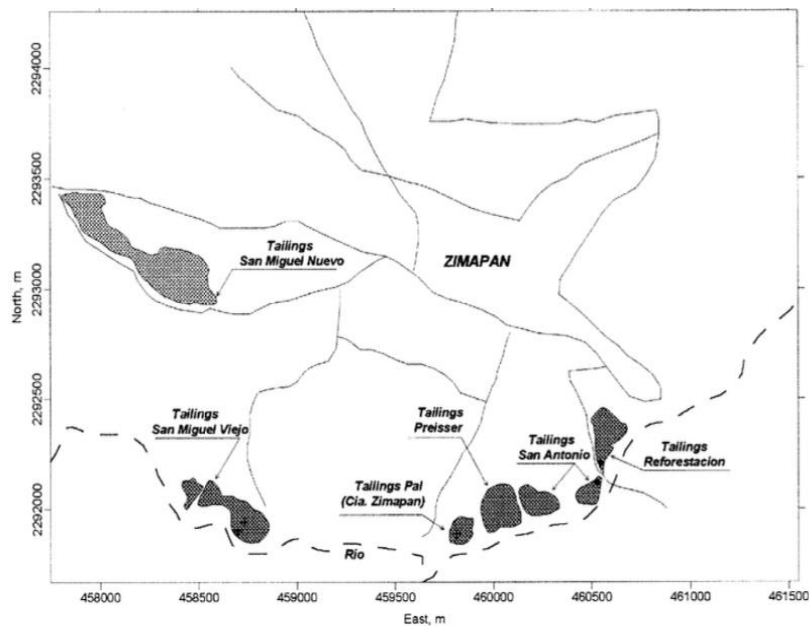 2294000
2293500
2293000
2292500
2292000
North, m
Tailings
San Miguel Nuevo
ZIMAPAN
Tailings
San Miguel Viejo
Tailings
Preisser
Tailings
San Antonio
Tailings
Reforestacion
Tailings Pal
(Cia. Zimapan)
Rio
458000 458500 459000 459500 460000 460500 461000 461500
East, m